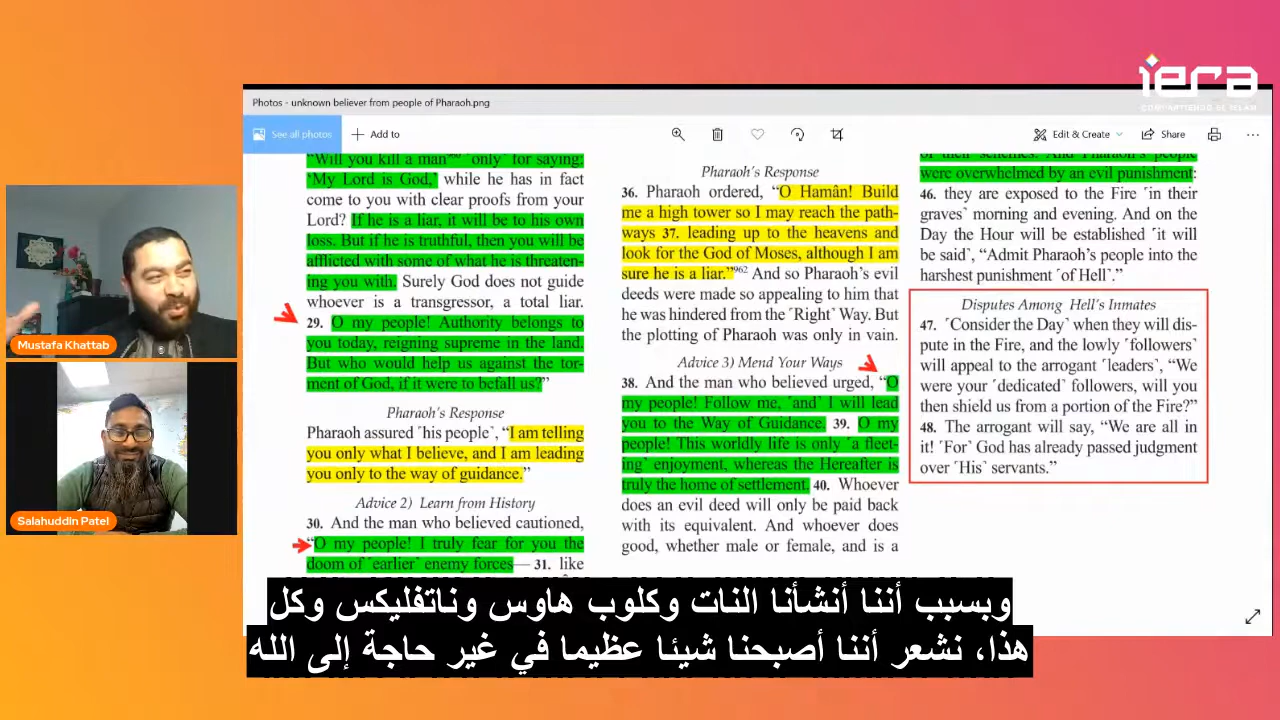 iera
Photos - unknown believer from people of Pharaoh.png
See all photos
Add to
Edit & Create
Share
Mustafa Khattab
Salahuddin Patel
"Will you kill a man⁹⁶⁰ ˹only˺ for saying:
'My Lord is God,' while he has in fact
come to you with clear proofs from your
Lord? If he is a liar, it will be to his own
loss. But if he is truthful, then you will be
afflicted with some of what he is threaten-
ing you with. Surely God does not guide
whoever is a transgressor, a total liar.
29. O my people! Authority belongs to
you today, reigning supreme in the land.
But who would help us against the tor-
ment of God, if it were to befall us?"
Pharaoh's Response
Pharaoh assured ˹his people˺, "I am telling
you only what I believe, and I am leading
you only to the way of guidance."
Advice 2) Learn from History
30. And the man who believed cautioned,
"O my people! I truly fear for you the
doom of ˹earlier˺ enemy forces— 31. like
Pharaoh's Response
36. Pharaoh ordered, "O Hamân! Build
me a high tower so I may reach the path-
ways 37. leading up to the heavens and
look for the God of Moses, although I am
sure he is a liar."⁹⁶² And so Pharaoh's evil
deeds were made so appealing to him that
he was hindered from the ˹Right˺ Way. But
the plotting of Pharaoh was only in vain.
Advice 3) Mend Your Ways
38. And the man who believed urged, "O
my people! Follow me, ˹and˺ I will lead
you to the Way of Guidance. 39. O my
people! This worldly life is only ˹a fleet-
ing˺ enjoyment, whereas the Hereafter is
truly the home of settlement. 40. Whoever
does an evil deed will only be paid back
with its equivalent. And whoever does
good, whether male or female, and is a
of their schemes. And Pharaoh's people
were overwhelmed by an evil punishment:
46. they are exposed to the Fire ˹in their
graves˺ morning and evening. And on the
Day the Hour will be established ˹it will
be said˺, "Admit Pharaoh's people into the
harshest punishment ˹of Hell˺."
Disputes Among Hell's Inmates
47. ˹Consider the Day˺ when they will dis-
pute in the Fire, and the lowly ˹followers˺
will appeal to the arrogant ˹leaders˺, "We
were your ˹dedicated˺ followers, will you
then shield us from a portion of the Fire?"
48. The arrogant will say, "We are all in
it! ˹For˺ God has already passed judgment
over ˹His˺ servants."
وبسبب أننا أنشأنا النات وكلوب هاوس وناتفليكس وكل
هذا، نشعر أننا أصبحنا شيئا عظيما في غير حاجة إلى الله